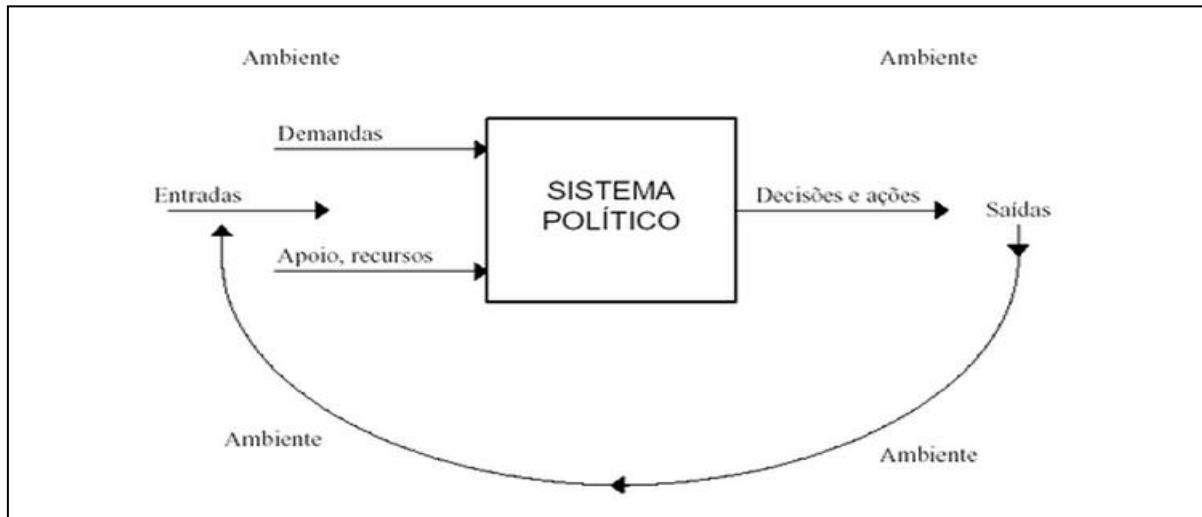 Ambiente
Ambiente
Demandas
Entradas
SISTEMA
POLÍTICO
Decisões e ações
Saídas
Apoio, recursos
Ambiente
Ambiente